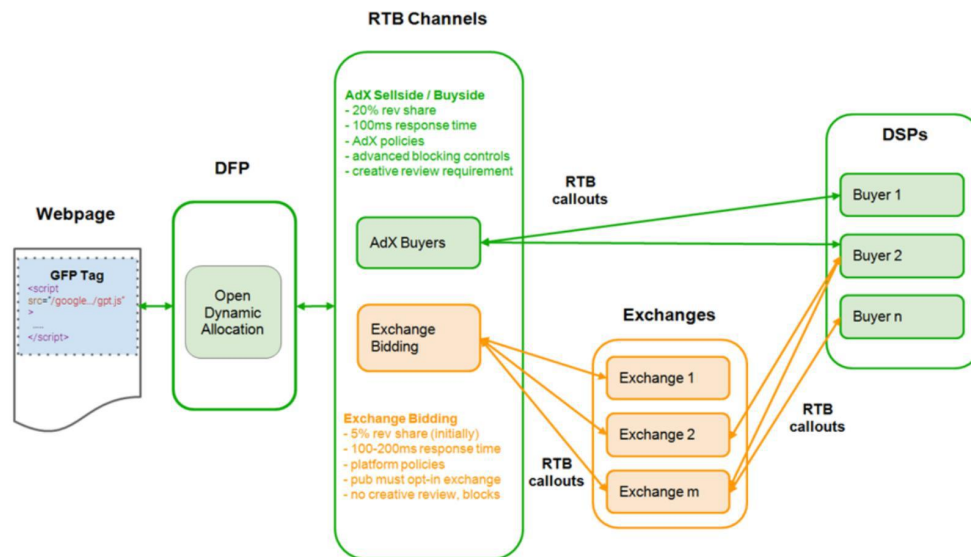 RTB Channels
AdX Sellside / Buyside
- 20% rev share
- 100ms response time
- AdX policies
- advanced blocking controls
- creative review requirement
DSPs
DFP
RTB
callouts
Buyer 1
Webpage
AdX Buyers
Buyer 2
GFP Tag
<script
src="/google../gpt.js"
>
.....
</script>
Open
Dynamic
Allocation
Exchange
Bidding
Exchanges
Buyer n
Exchange 1
Exchange Bidding
- 5% rev share (initially)
- 100-200ms response time
- platform policies
- pub must opt-in exchange
- no creative review, blocks
Exchange 2
RTB
callouts
RTB
callouts
Exchange m